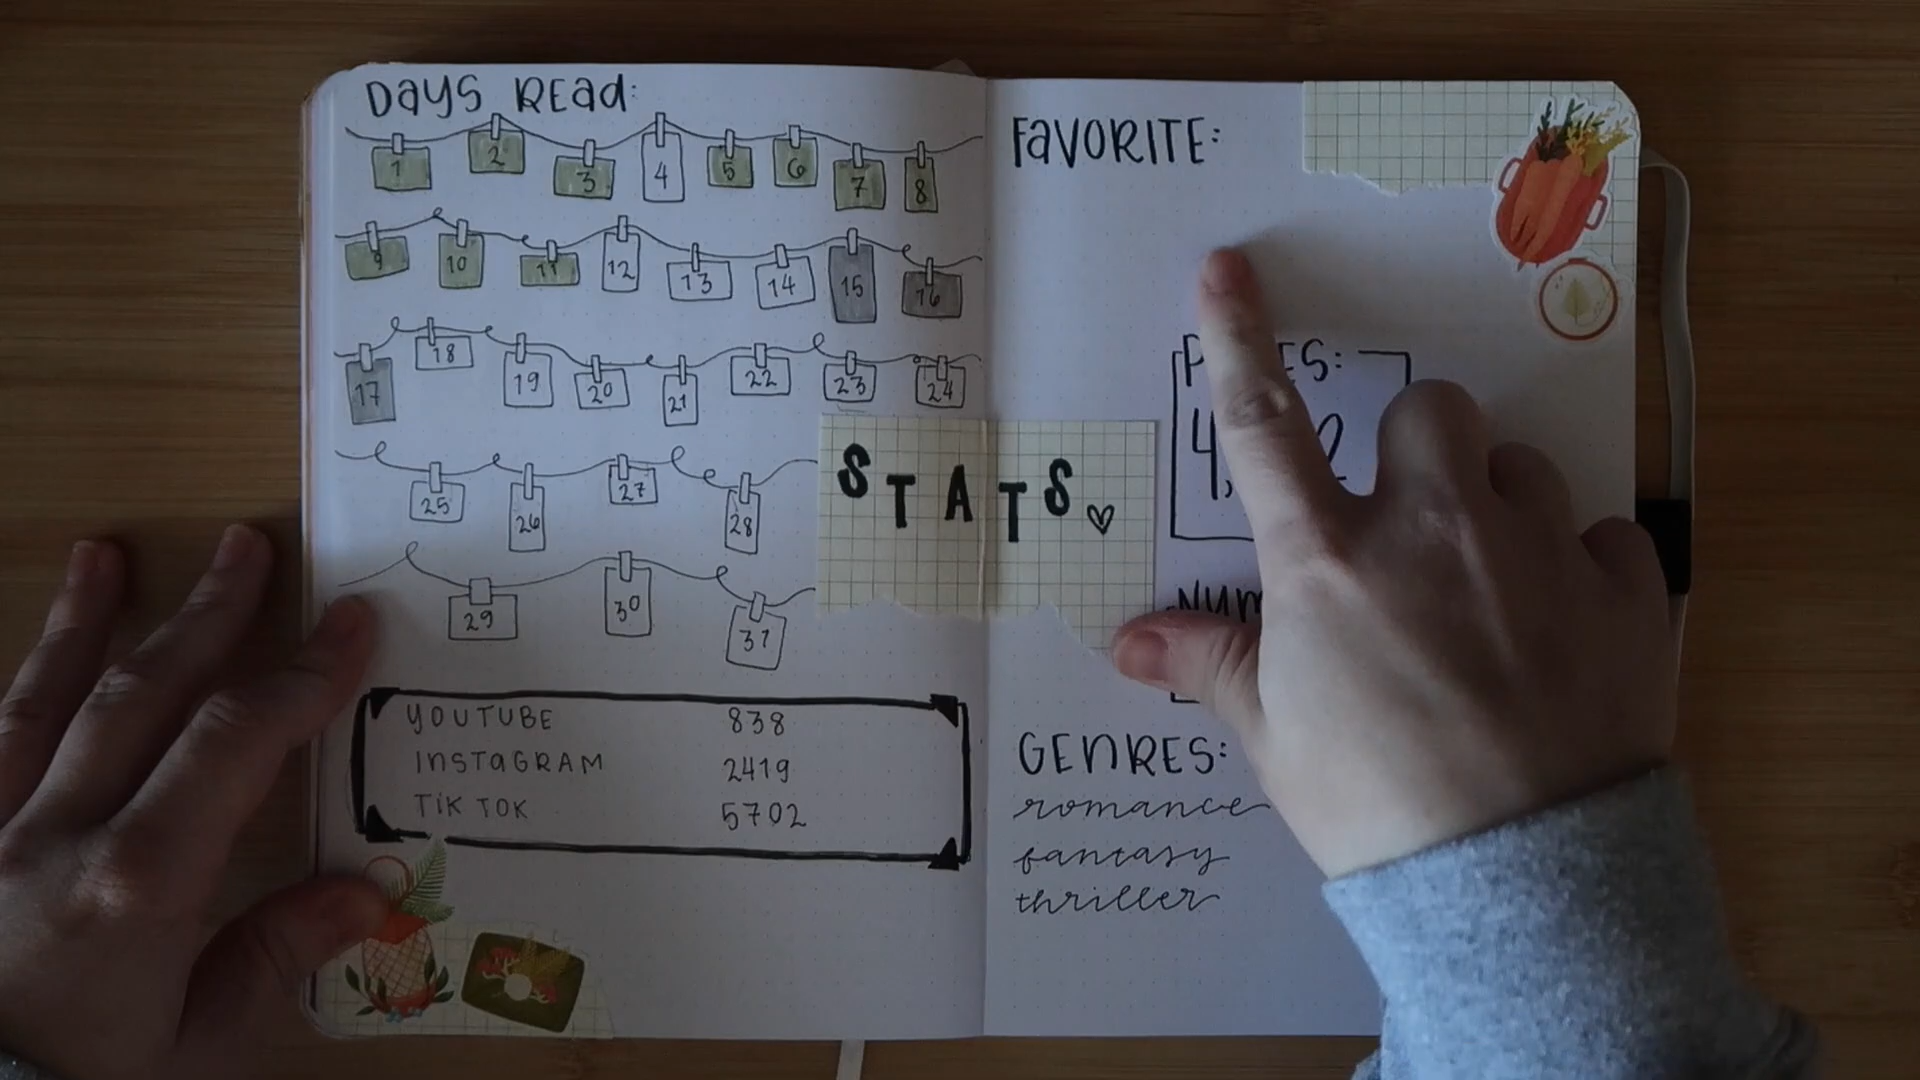 Days Read:
1 2 3 4 5 6 7 8
9 10 11 12 13 14 15 16
17 18 19 20 21 22 23 24
25 26 27 28
29 30 31
YOUTUBE 838
INSTAGRAM 2419
TIK TOK 5702
STATS
FAVORITE:
GENRES:
romance
fantasy
thriller